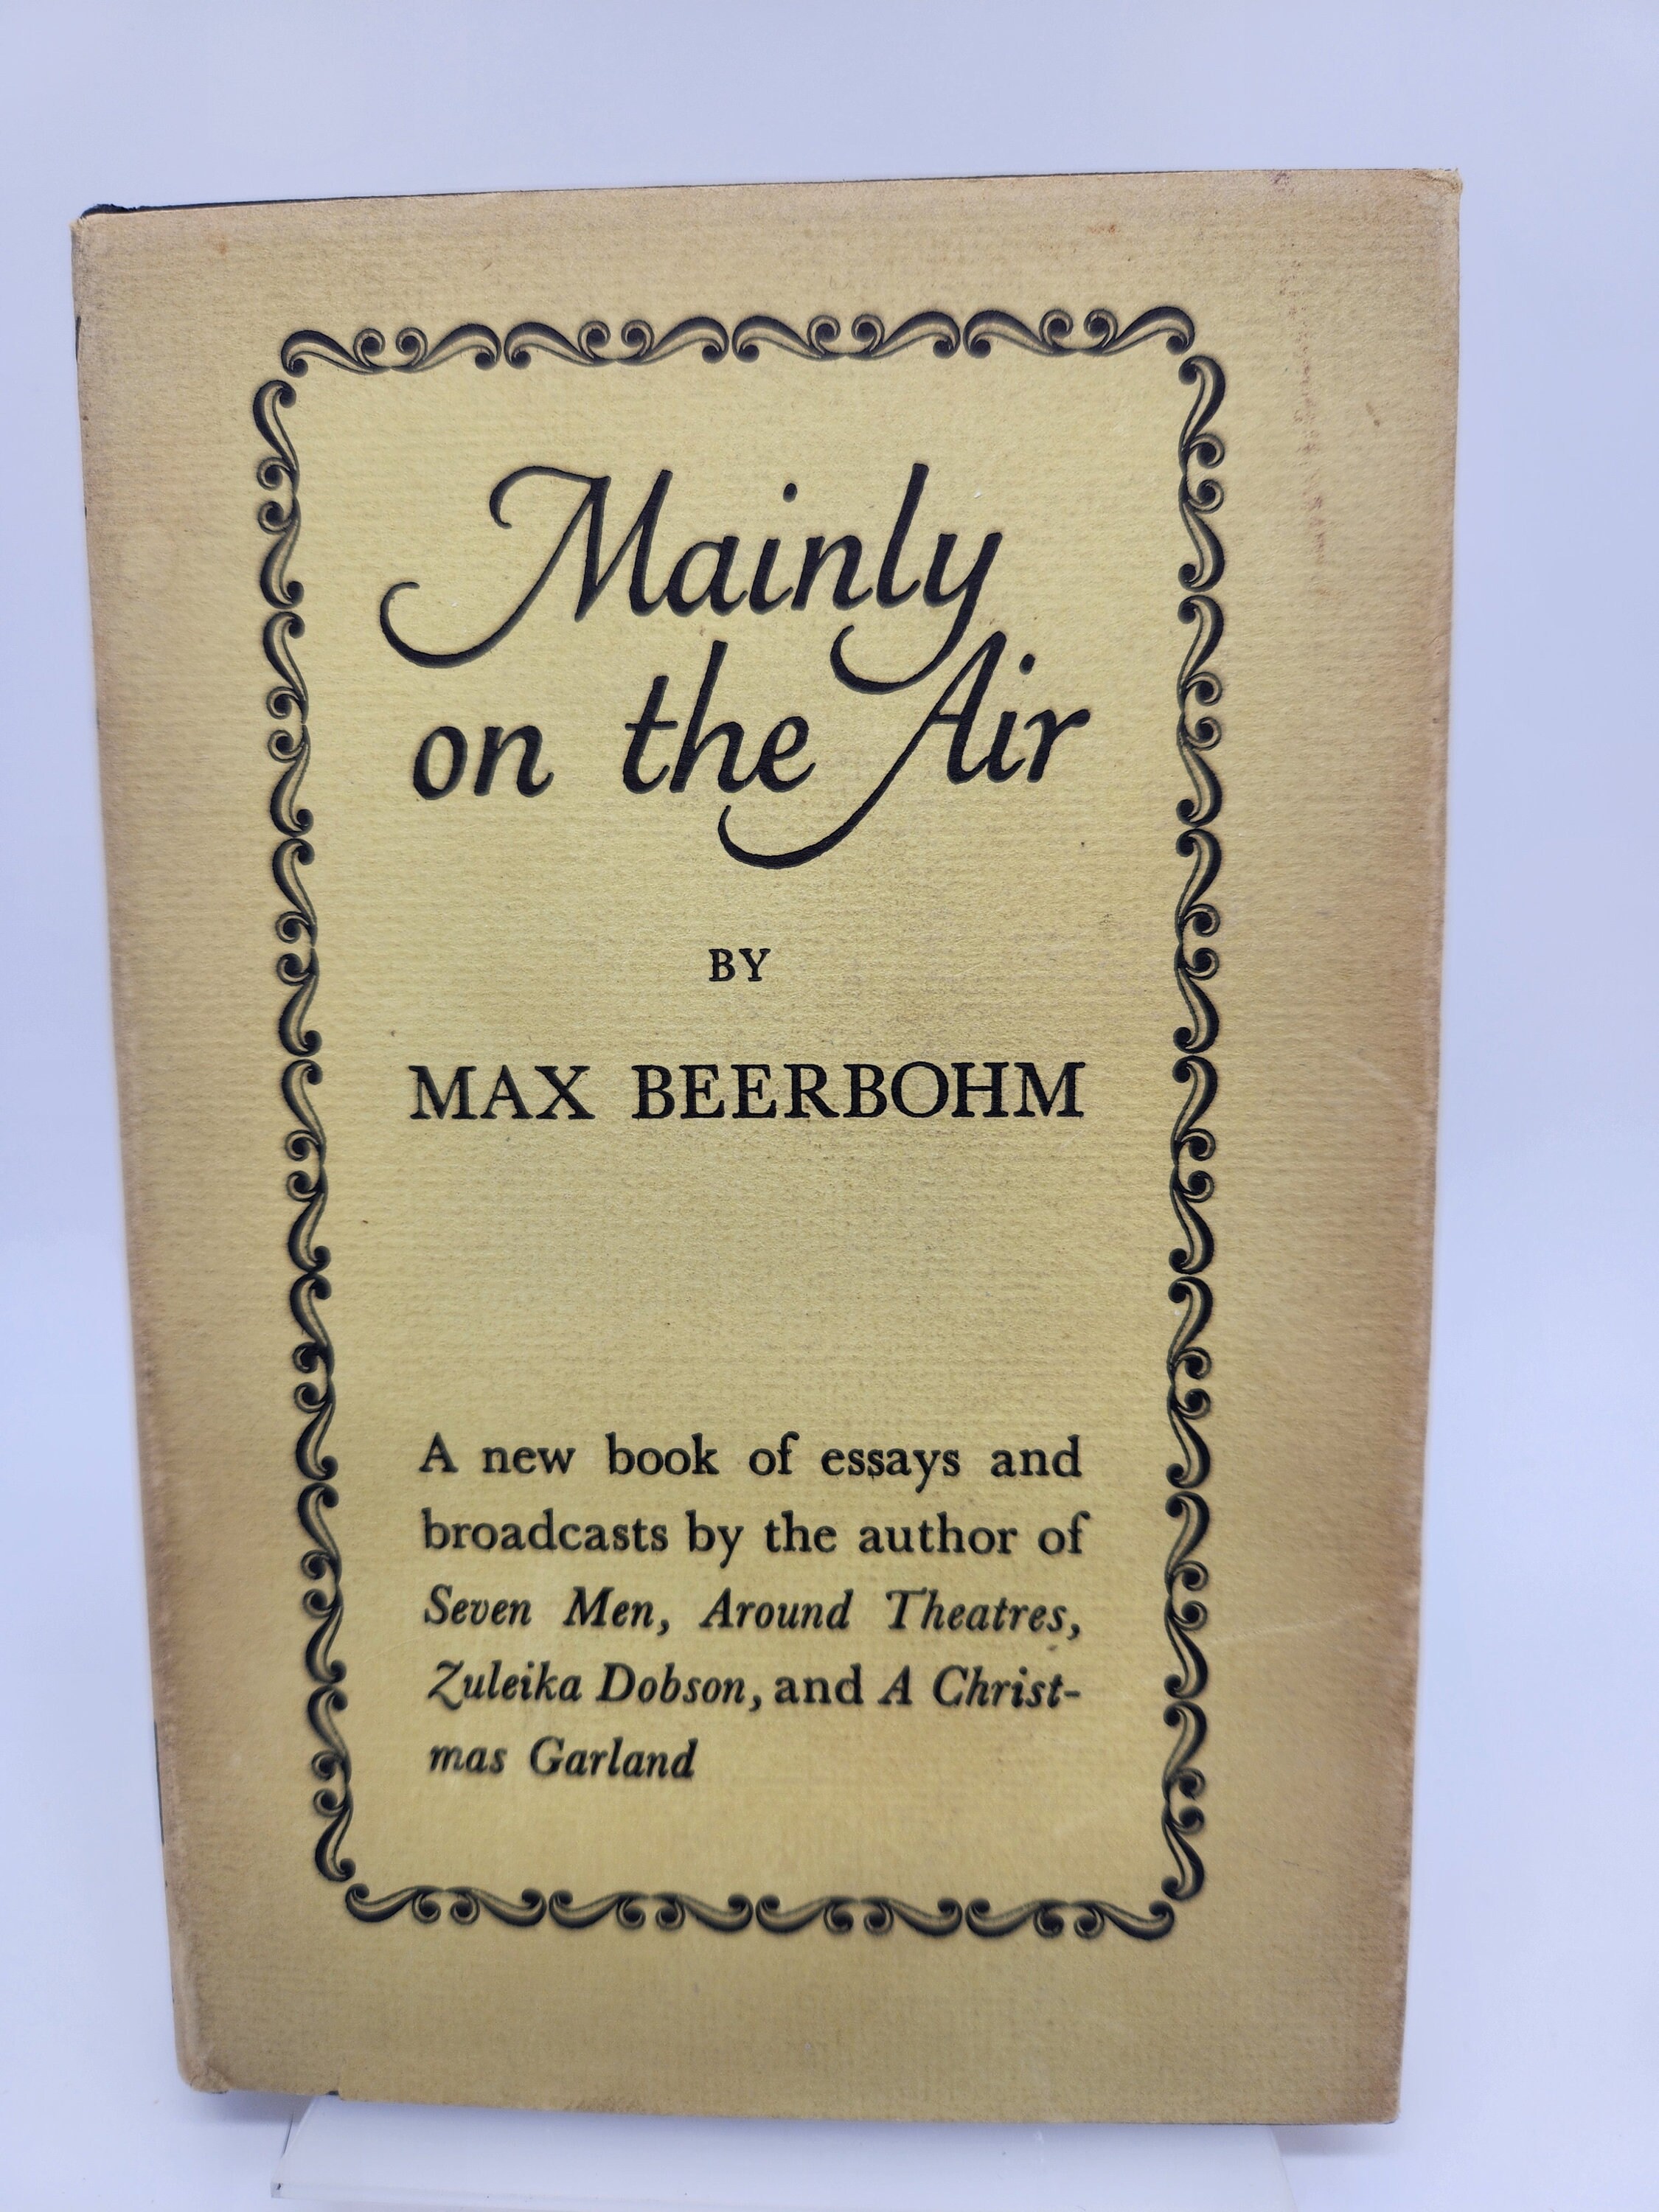 Mainly
on the Air
BY
MAX BEERBOHM
A new book of essays and
broadcasts by the author of
Seven Men, Around Theatres,
Zuleika Dobson, and A Christ-
mas Garland